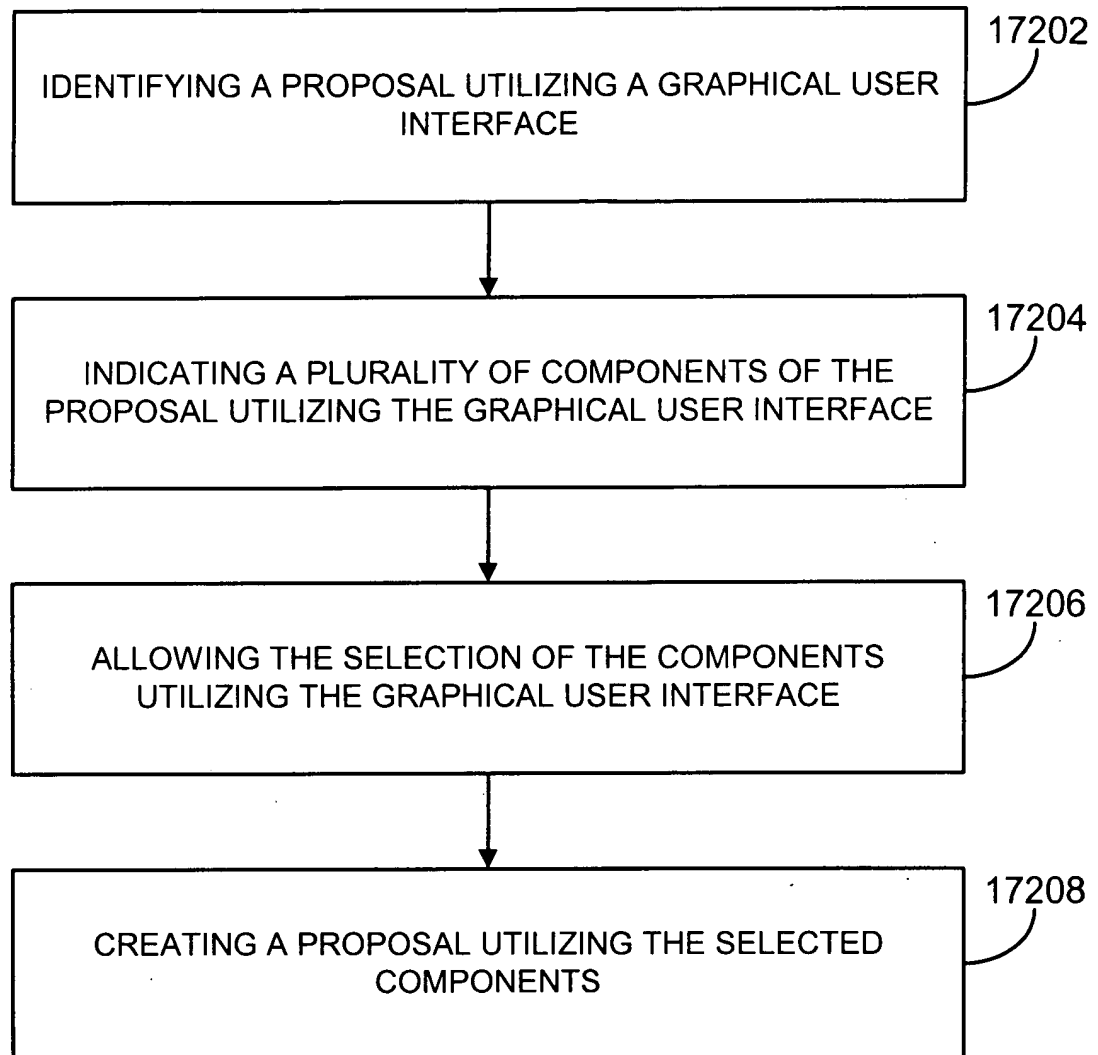 17202
IDENTIFYING A PROPOSAL UTILIZING A GRAPHICAL USER
INTERFACE
17204
INDICATING A PLURALITY OF COMPONENTS OF THE
PROPOSAL UTILIZING THE GRAPHICAL USER INTERFACE
17206
ALLOWING THE SELECTION OF THE COMPONENTS
UTILIZING THE GRAPHICAL USER INTERFACE
17208
CREATING A PROPOSAL UTILIZING THE SELECTED
COMPONENTS